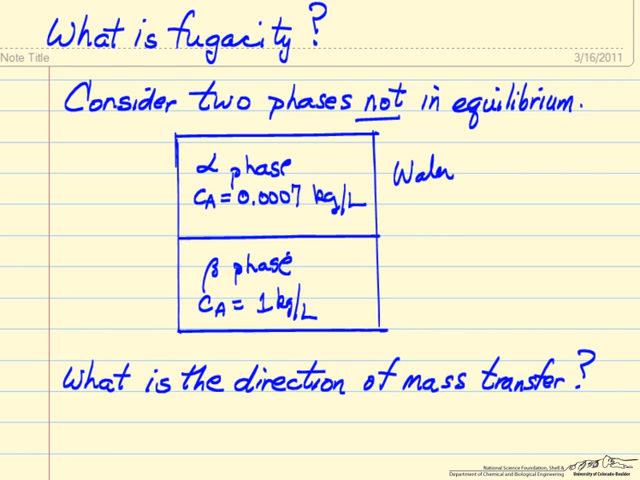 What is fugacity?
Note Title
3/16/2011
Consider two phases not in equilibrium.
α phase
CA = 0.0007 kg/L
Water
β phase
CA = 1 kg/L
What is the direction of mass transfer?
National Science Foundation, Shell &
Department of Chemical and Biological Engineering
University of Colorado-Boulder